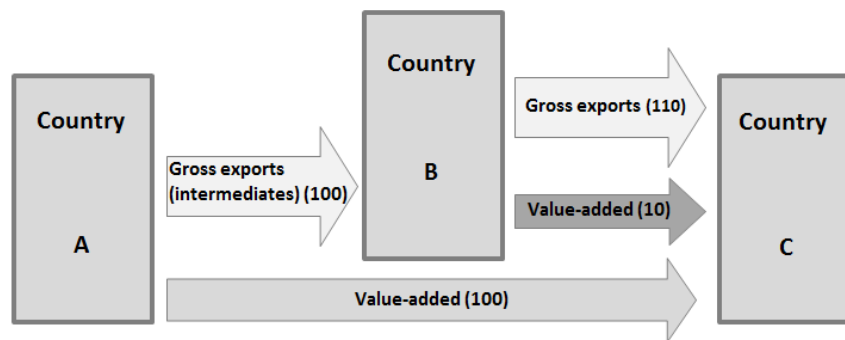 Country
A
Gross exports
(intermediates) (100)
Country
B
Gross exports (110)
Value-added (10)
Value-added (100)
Country
C